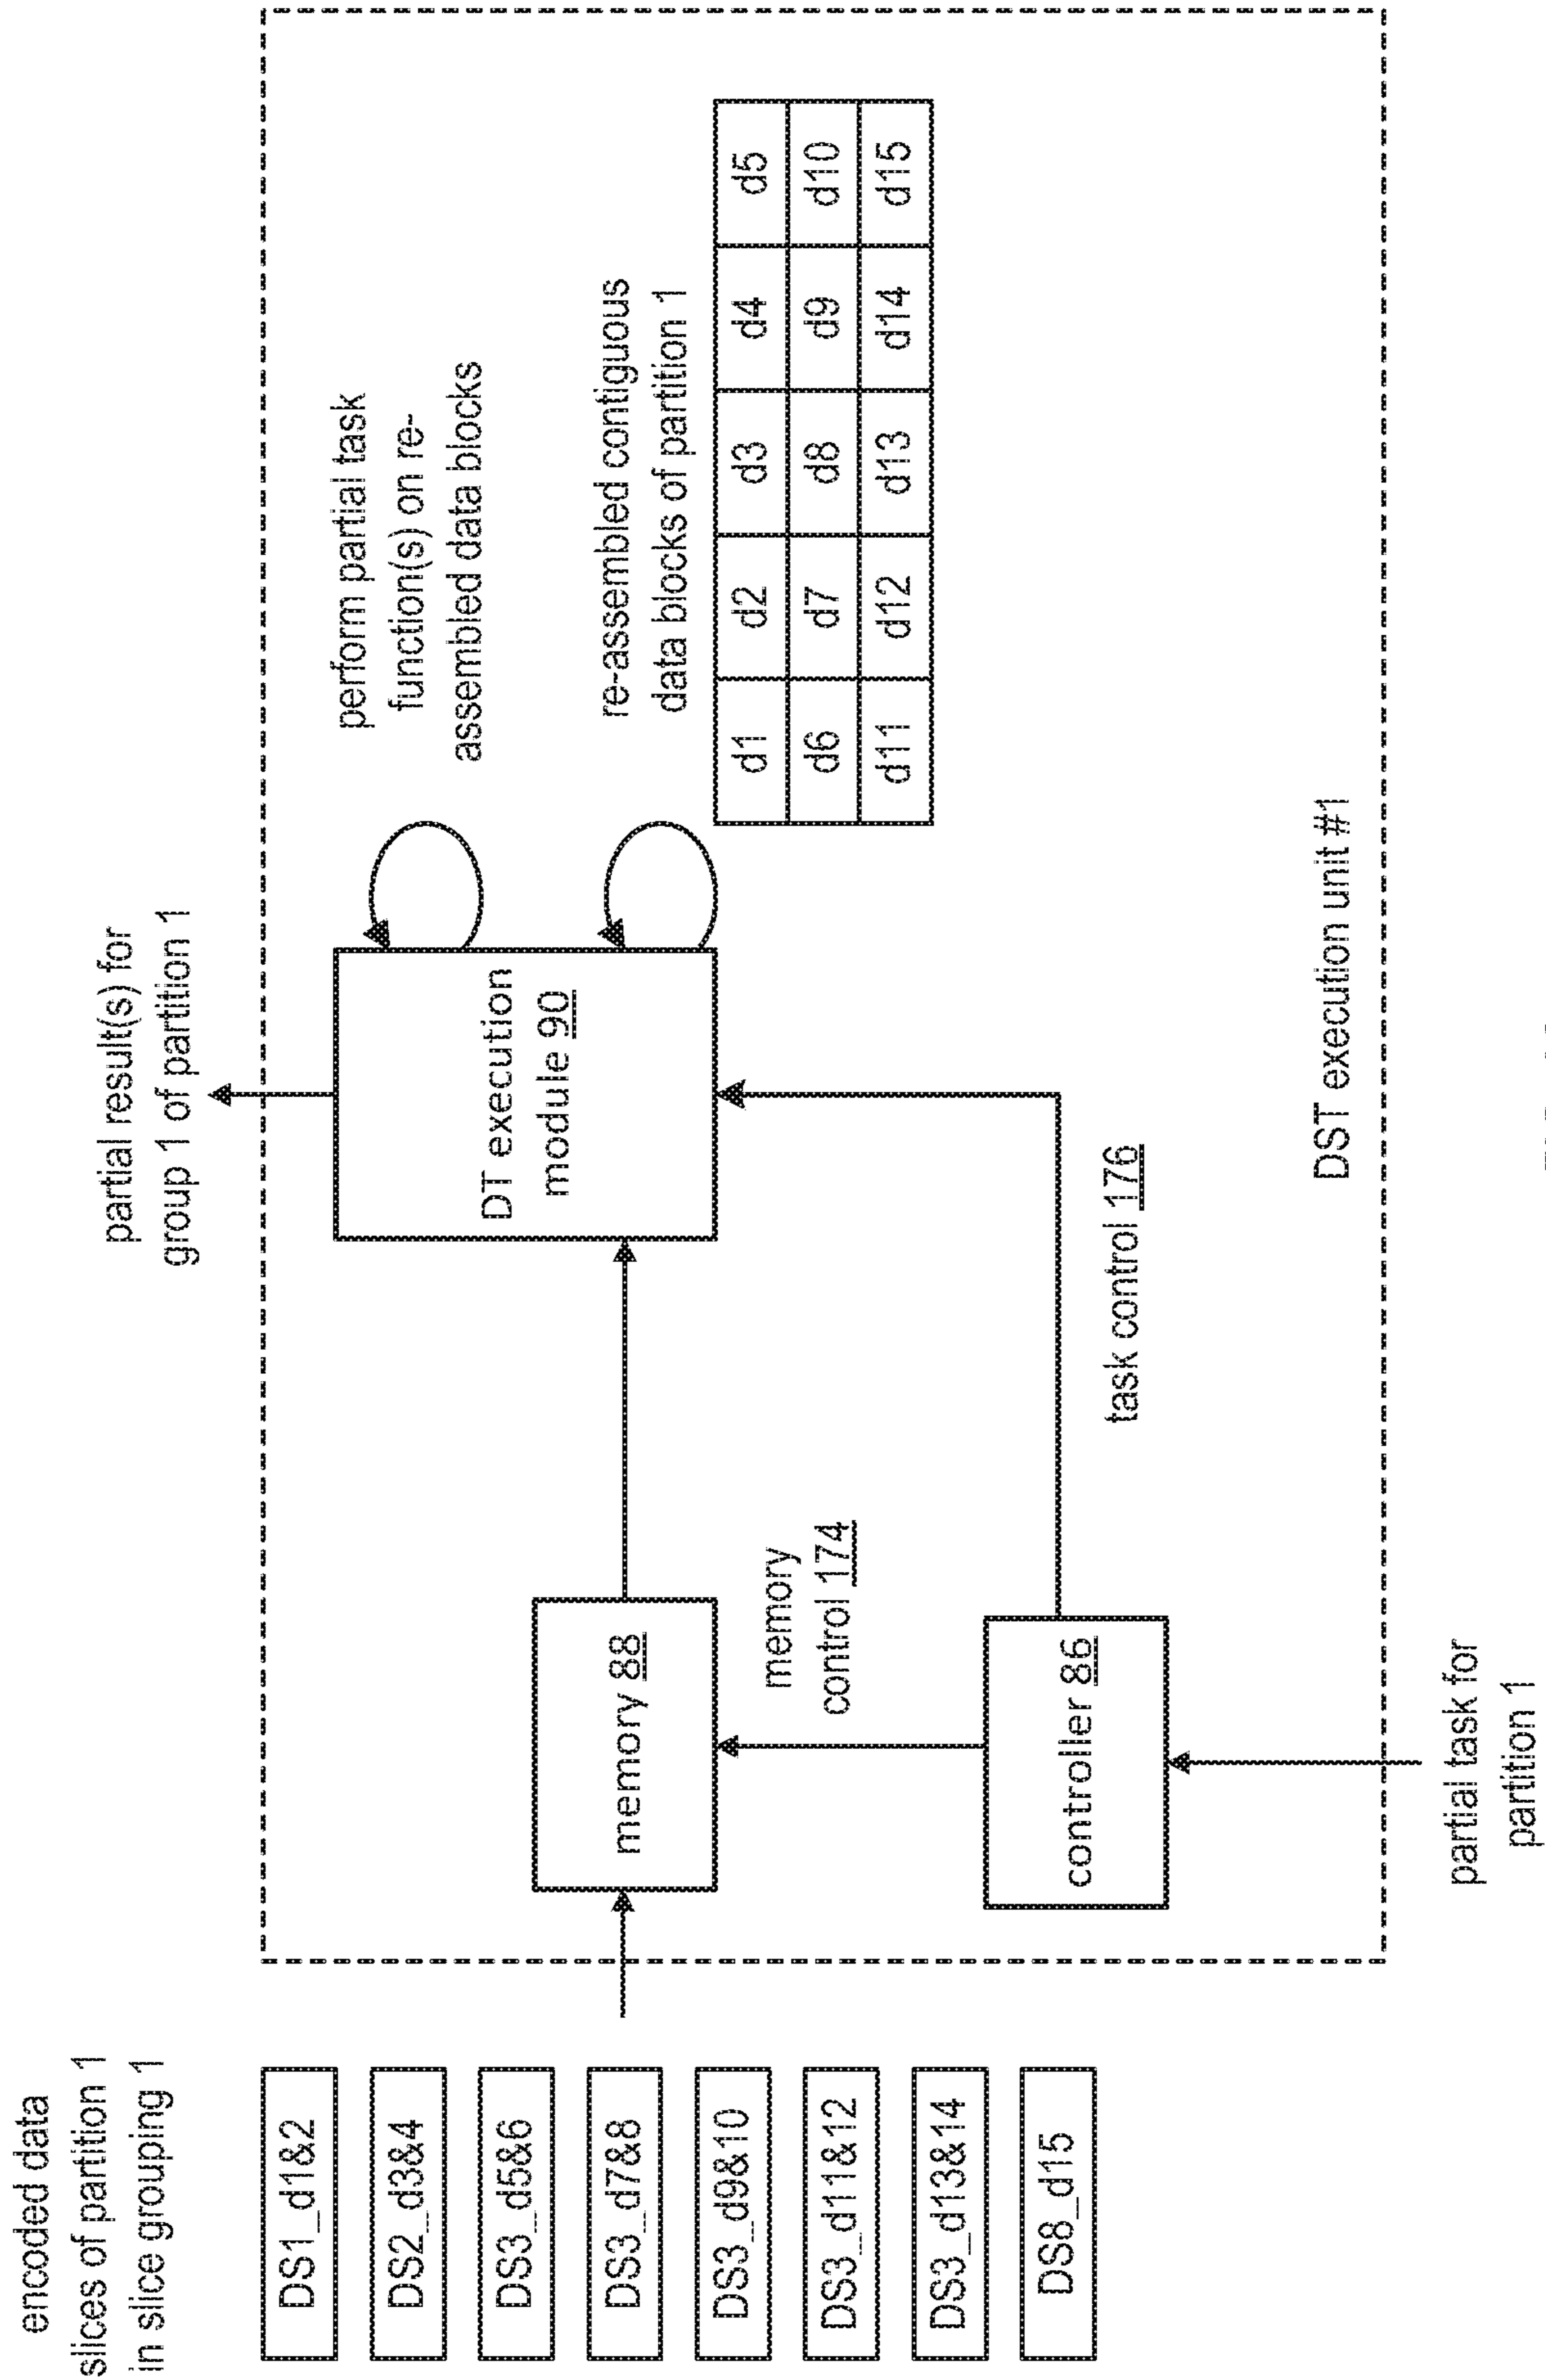 encoded data
slices of partition 1
in slice grouping 1
DS1_d1&2
DS2_d3&4
DS3_d5&6
DS3_d7&8
DS3_d9&10
DS3_d11&12
DS3_d13&14
DS8_d15
partial result(s) for
group 1 of partition 1
DT execution
module 90
perform partial task
function(s) on re-
assembled data blocks
re-assembled contiguous
data blocks of partition 1
d1 d2 d3 d4 d5
d6 d7 d8 d9 d10
d11 d12 d13 d14 d15
memory 88
memory
control 174
controller 86
task control 176
DST execution unit #1
partial task for
partition 1